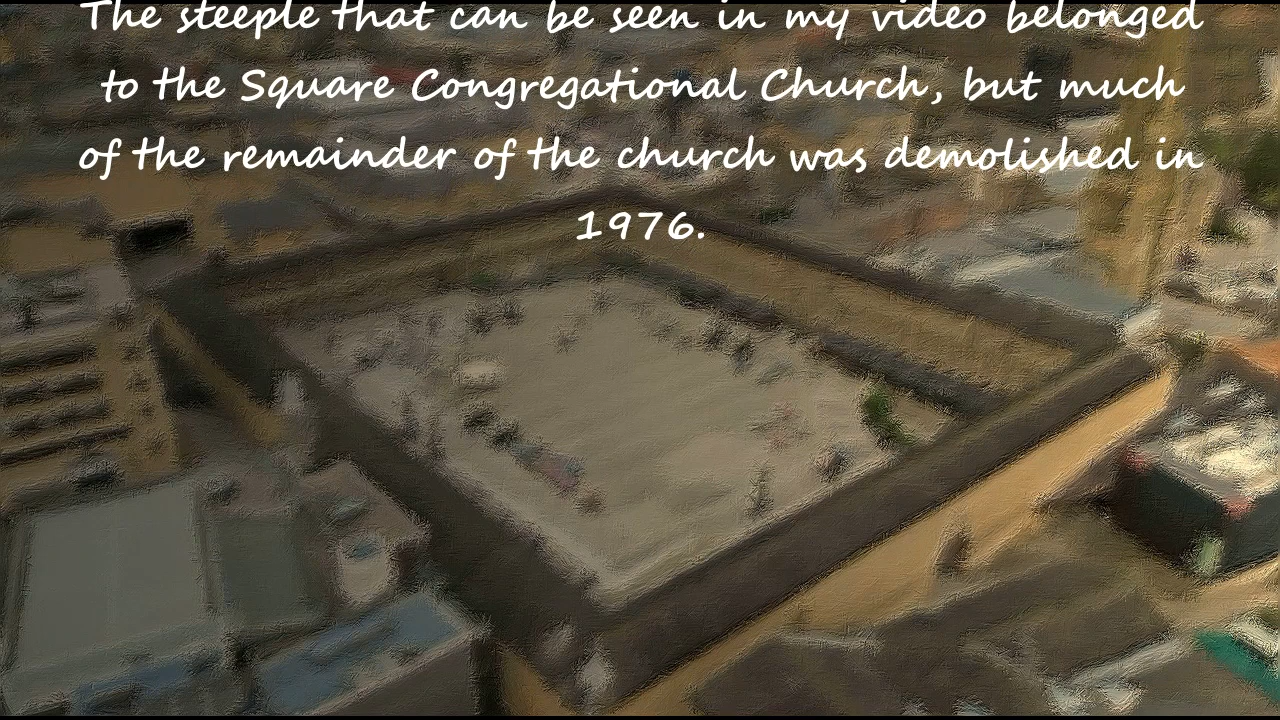 The steeple that can be seen in my video belonged
to the Square Congregational Church, but much
of the remainder of the church was demolished in
1976.